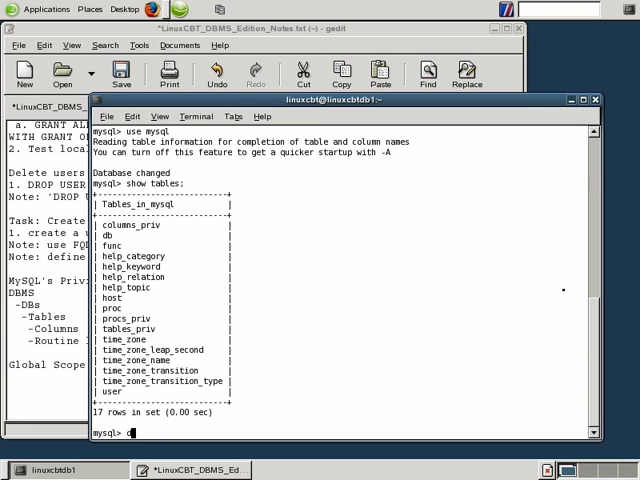 Applications Places Desktop
*LinuxCBT_DBMS_Edition_Notes.txt (~) - gedit
File Edit View Search Tools Documents Help
New Open Save Print Undo Redo Cut Copy Paste Find Replace
*LinuxCBT_DBMS_
a. GRANT AL
WITH GRANT O
2. Test loca
Delete users
1. DROP USER
Note: 'DROP
Task: Create
1. create a u
Note: use FQ
Note: define
MySQL's Priv
DBMS
-DBs
-Tables
-Columns
-Routine
Global Scope
linuxcbt@linuxcbtdb1:~
File Edit View Terminal Tabs Help
mysql> use mysql
Reading table information for completion of table and column names
You can turn off this feature to get a quicker startup with -A
Database changed
mysql> show tables;
+---------------------------+
| Tables_in_mysql |
+---------------------------+
| columns_priv |
| db |
| func |
| help_category |
| help_keyword |
| help_relation |
| help_topic |
| host |
| proc |
| procs_priv |
| tables_priv |
| time_zone |
| time_zone_leap_second |
| time_zone_name |
| time_zone_transition |
| time_zone_transition_type |
| user |
+---------------------------+
17 rows in set (0.00 sec)
mysql> d
linuxcbtdb1
*LinuxCBT_DBMS_Ed...